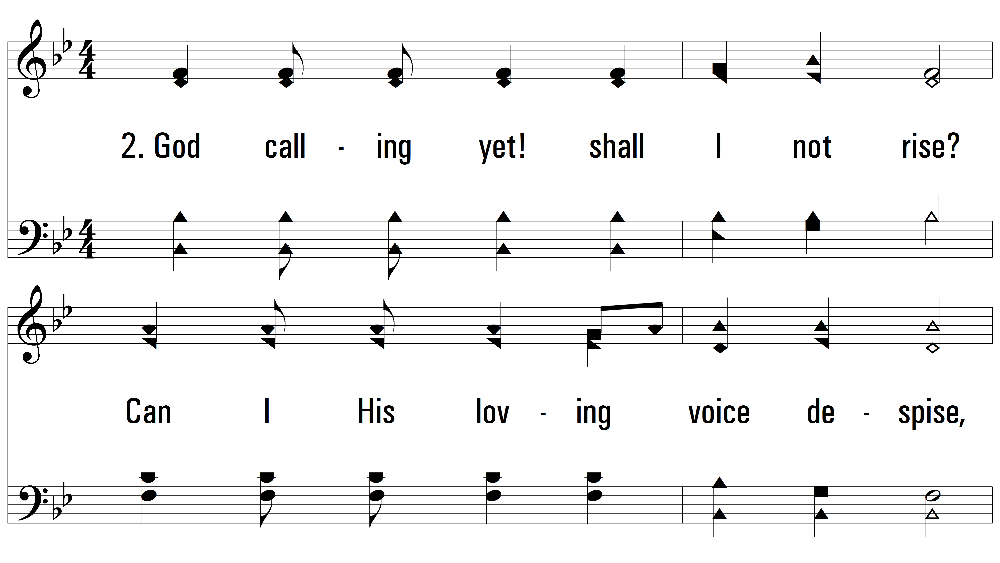 2. God call - ing yet! shall I not rise?
Can I His lov - ing voice de - spise,